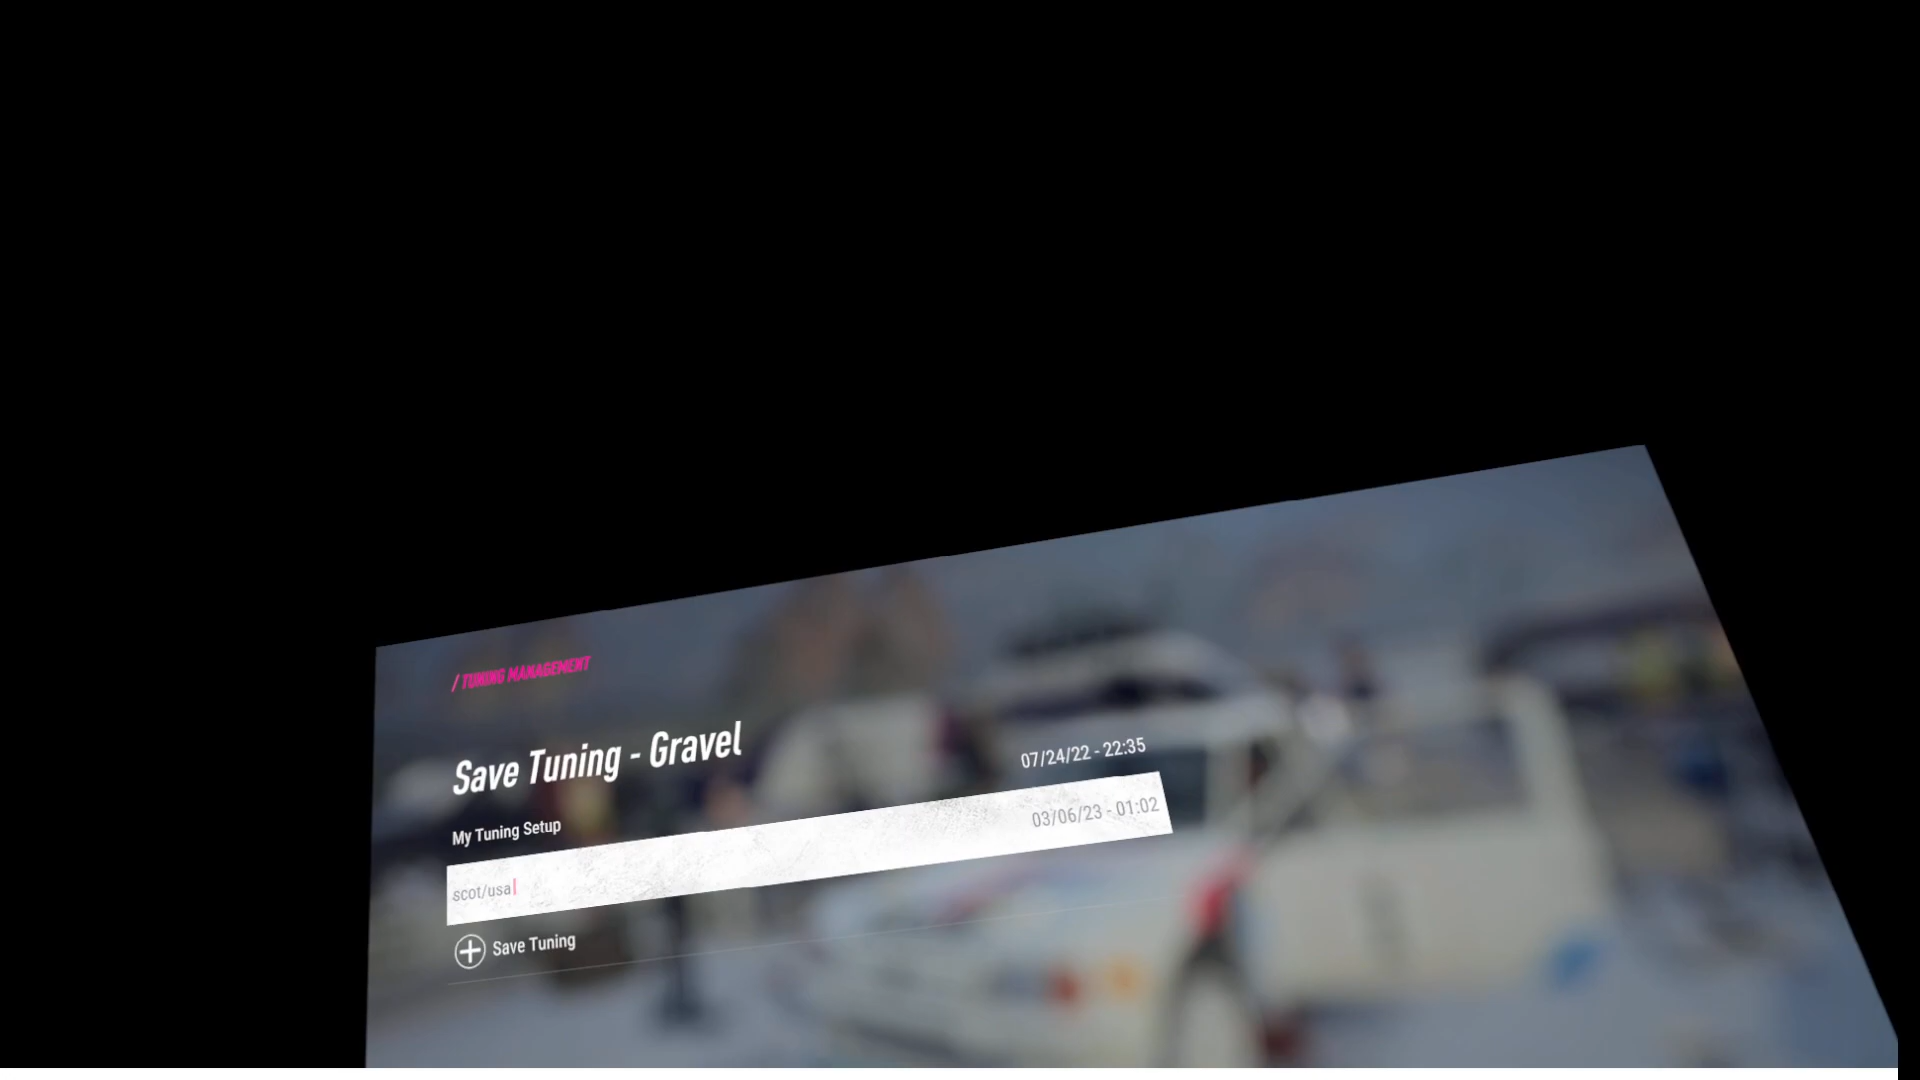 / TUNING MANAGEMENT
Save Tuning - Gravel
My Tuning Setup 07/24/22 - 22:35
scot/usa 03/06/23 - 01:02
Save Tuning